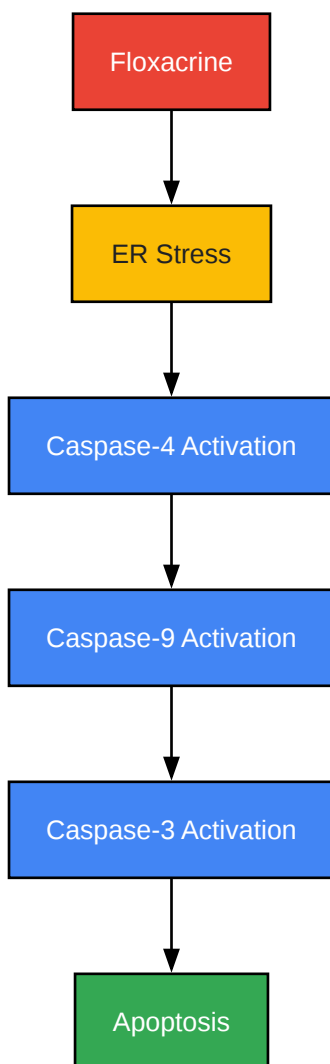 Floxacrine
ER Stress
Caspase-4 Activation
Caspase-9 Activation
Caspase-3 Activation
Apoptosis